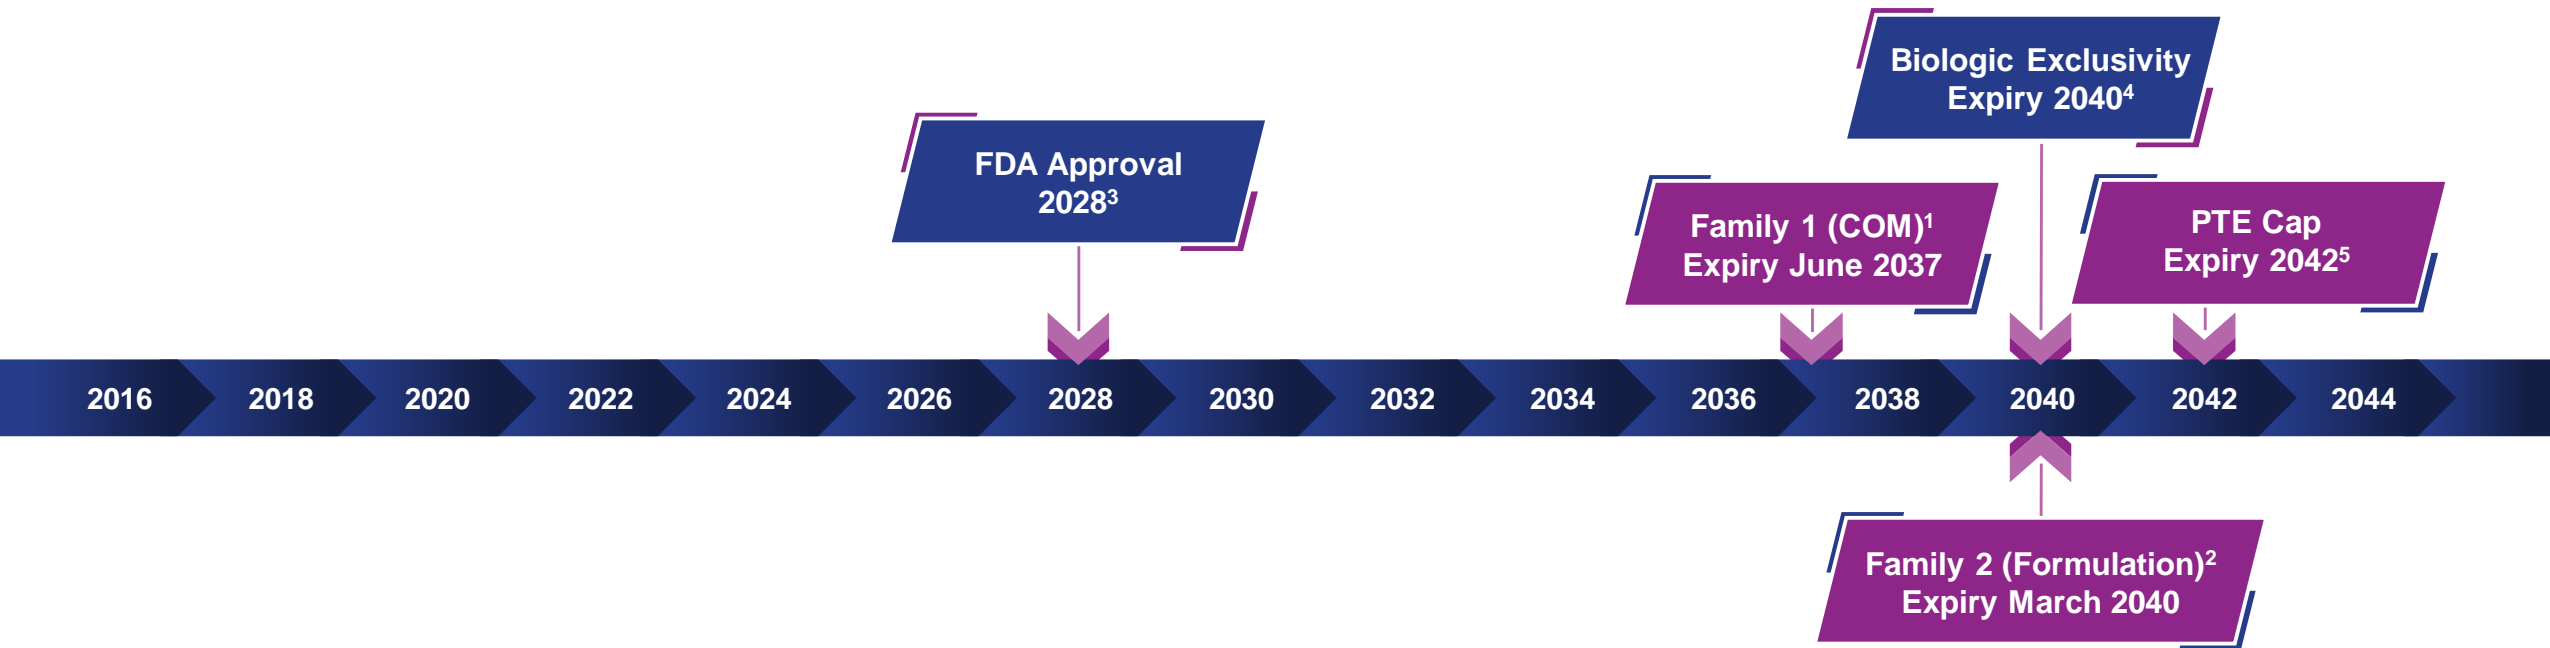 Biologic Exclusivity
Expiry 2040⁴
FDA Approval
2028³
Family 1 (COM)¹
Expiry June 2037
PTE Cap
Expiry 2042⁵
2016 2018 2020 2022 2024 2026 2028 2030 2032 2034 2036 2038 2040 2042 2044
Family 2 (Formulation)²
Expiry March 2040